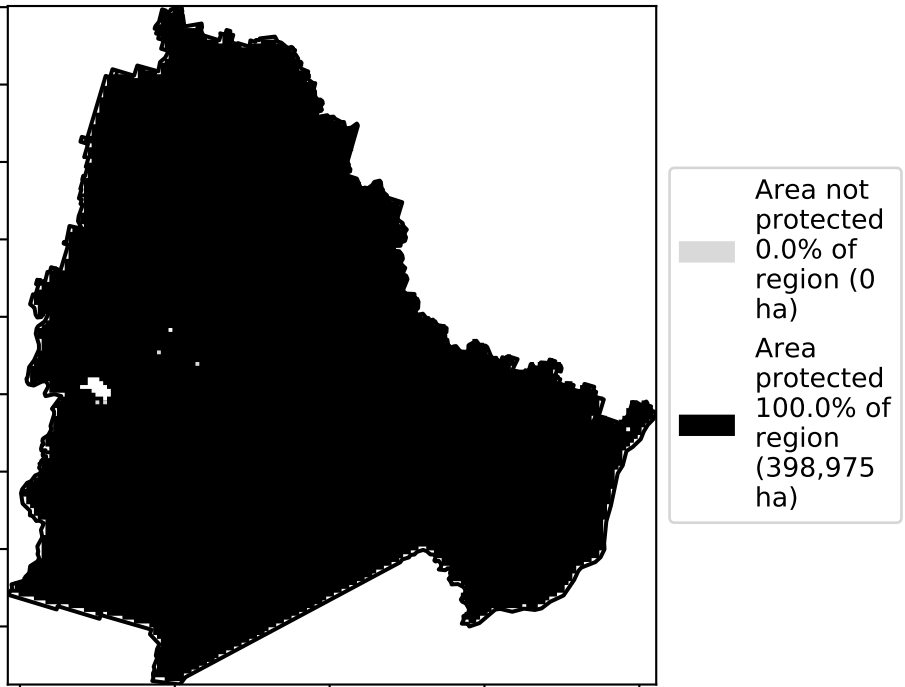 Area not
protected
0.0% of
region (0
ha)
Area
protected
100.0% of
region
(398,975
ha)